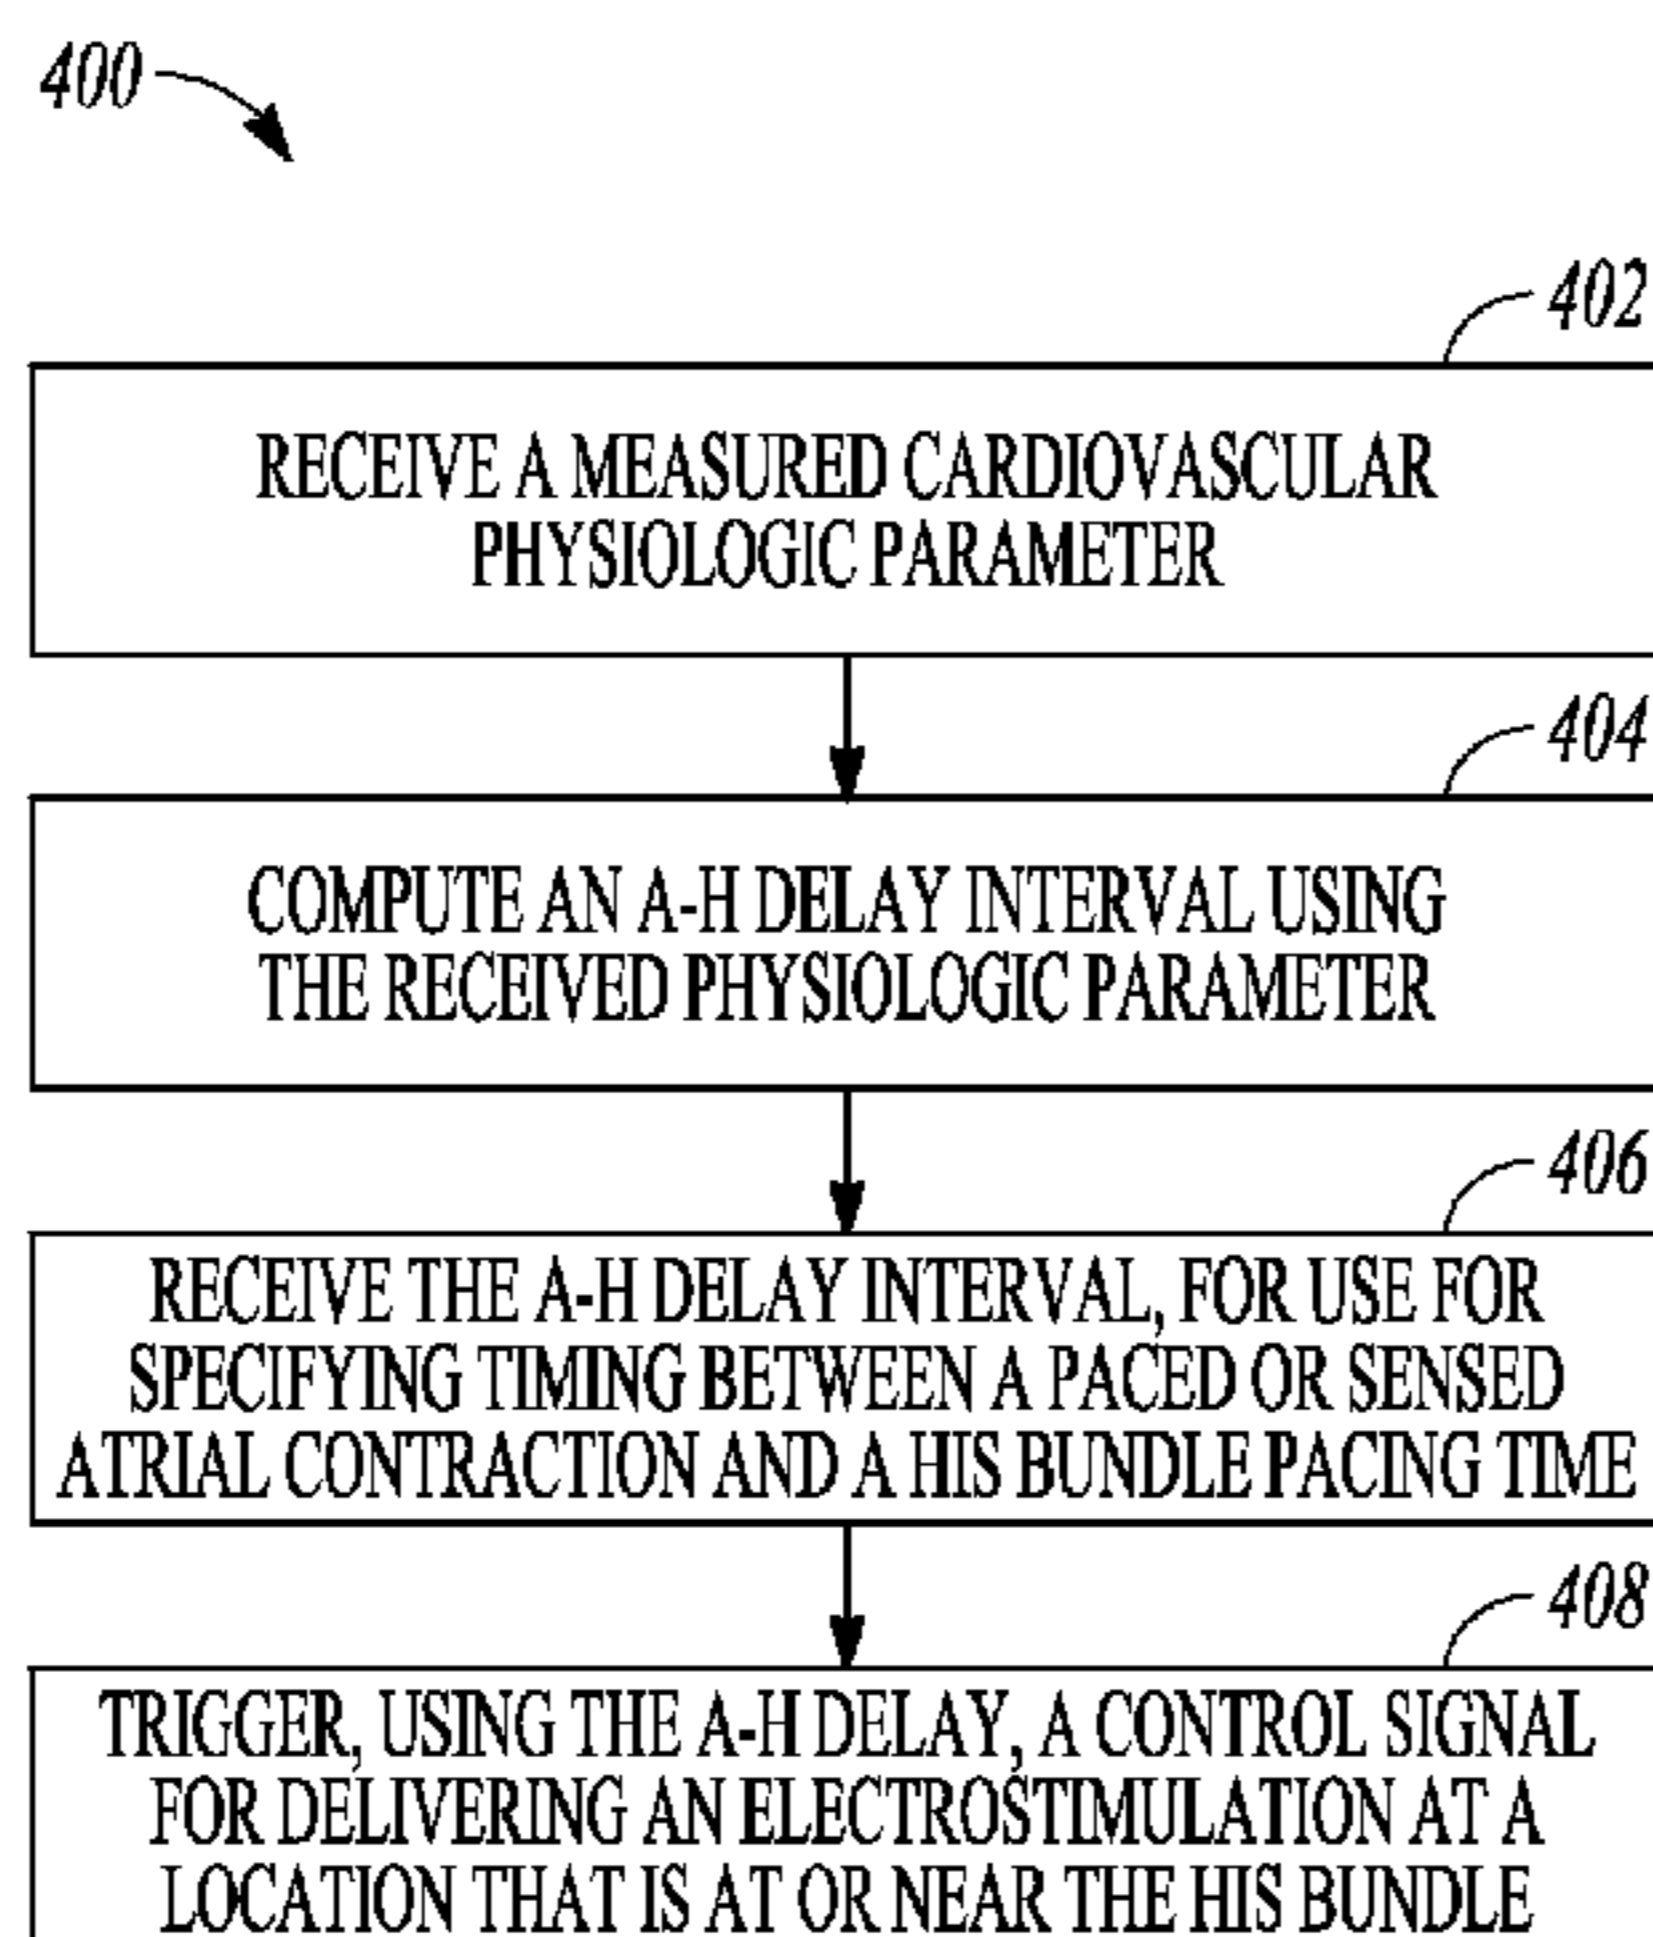 400
402
RECEIVE A MEASURED CARDIOVASCULAR
PHYSIOLOGIC PARAMETER
404
COMPUTE AN A-H DELAY INTERVAL USING
THE RECEIVED PHYSIOLOGIC PARAMETER
406
RECEIVE THE A-H DELAY INTERVAL, FOR USE FOR
SPECIFYING TIMING BETWEEN A PACED OR SENSED
ATRIAL CONTRACTION AND A HIS BUNDLE PACING TIME
408
TRIGGER, USING THE A-H DELAY, A CONTROL SIGNAL
FOR DELIVERING AN ELECTROSTIMULATION AT A
LOCATION THAT IS AT OR NEAR THE HIS BUNDLE